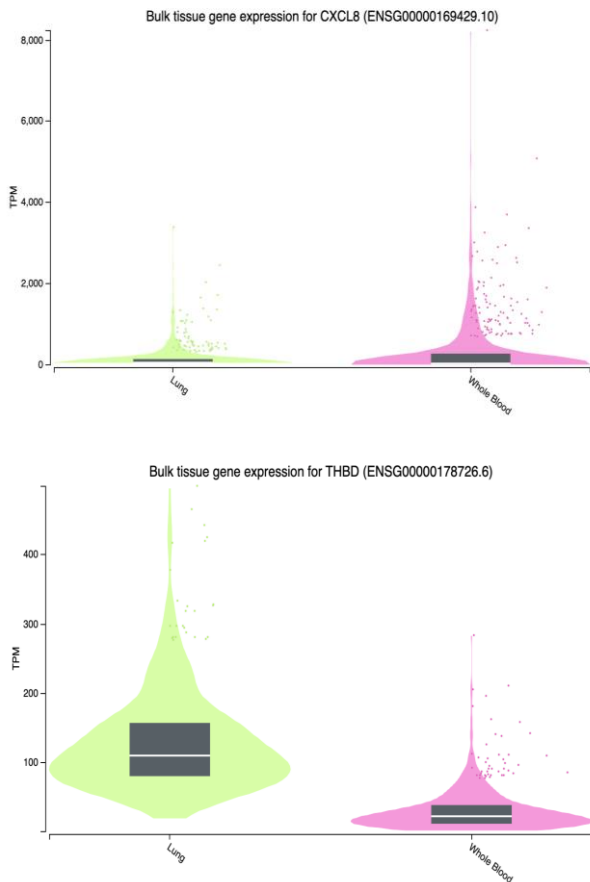 Bulk tissue gene expression for CXCL8 (ENSG00000169429.10)
8,000
6,000
4,000
2,000
0
TPM
Lung
Whole Blood
Bulk tissue gene expression for THBD (ENSG00000178726.6)
400
300
200
100
TPM
Lung
Whole Blood